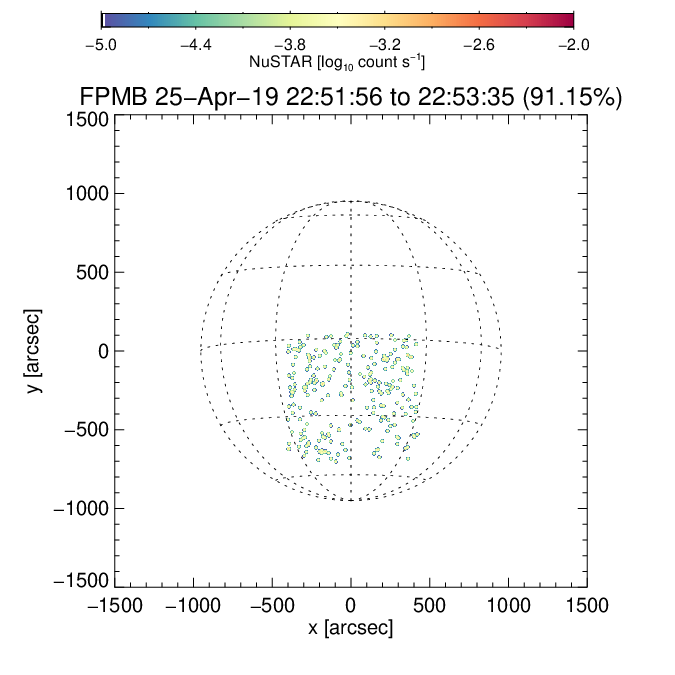 −5.0 −4.4 −3.8 −3.2 −2.6 −2.0
NuSTAR [log₁₀ count s⁻¹]
FPMB 25−Apr−19 22:51:56 to 22:53:35 (91.15%)
1500
1000
500
0
−500
−1000
−1500
y [arcsec]
−1500 −1000 −500 0 500 1000 1500
x [arcsec]